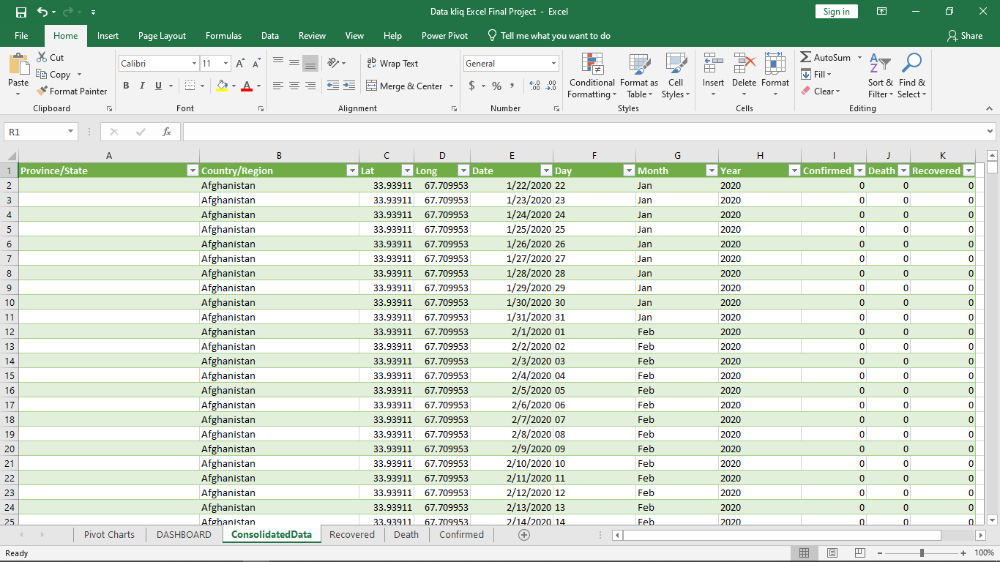 Data kliq Excel Final Project - Excel
Sign in
File Home Insert Page Layout Formulas Data Review View Help Power Pivot Tell me what you want to do Share
Paste
Cut
Copy
Format Painter
Clipboard
Calibri 11
B I U
Font
Wrap Text
Merge & Center
Alignment
General
$ % ,
Number
Conditional Formatting
Format as Table
Cell Styles
Styles
Insert Delete Format
Cells
AutoSum
Fill
Clear
Sort & Filter
Find & Select
Editing
R1 fx
A B C D E F G H I J K
1 Province/State Country/Region Lat Long Date Day Month Year Confirmed Death Recovered
2 Afghanistan 33.93911 67.709953 1/22/2020 22 Jan 2020 0 0 0
3 Afghanistan 33.93911 67.709953 1/23/2020 23 Jan 2020 0 0 0
4 Afghanistan 33.93911 67.709953 1/24/2020 24 Jan 2020 0 0 0
5 Afghanistan 33.93911 67.709953 1/25/2020 25 Jan 2020 0 0 0
6 Afghanistan 33.93911 67.709953 1/26/2020 26 Jan 2020 0 0 0
7 Afghanistan 33.93911 67.709953 1/27/2020 27 Jan 2020 0 0 0
8 Afghanistan 33.93911 67.709953 1/28/2020 28 Jan 2020 0 0 0
9 Afghanistan 33.93911 67.709953 1/29/2020 29 Jan 2020 0 0 0
10 Afghanistan 33.93911 67.709953 1/30/2020 30 Jan 2020 0 0 0
11 Afghanistan 33.93911 67.709953 1/31/2020 31 Jan 2020 0 0 0
12 Afghanistan 33.93911 67.709953 2/1/2020 01 Feb 2020 0 0 0
13 Afghanistan 33.93911 67.709953 2/2/2020 02 Feb 2020 0 0 0
14 Afghanistan 33.93911 67.709953 2/3/2020 03 Feb 2020 0 0 0
15 Afghanistan 33.93911 67.709953 2/4/2020 04 Feb 2020 0 0 0
16 Afghanistan 33.93911 67.709953 2/5/2020 05 Feb 2020 0 0 0
17 Afghanistan 33.93911 67.709953 2/6/2020 06 Feb 2020 0 0 0
18 Afghanistan 33.93911 67.709953 2/7/2020 07 Feb 2020 0 0 0
19 Afghanistan 33.93911 67.709953 2/8/2020 08 Feb 2020 0 0 0
20 Afghanistan 33.93911 67.709953 2/9/2020 09 Feb 2020 0 0 0
21 Afghanistan 33.93911 67.709953 2/10/2020 10 Feb 2020 0 0 0
22 Afghanistan 33.93911 67.709953 2/11/2020 11 Feb 2020 0 0 0
23 Afghanistan 33.93911 67.709953 2/12/2020 12 Feb 2020 0 0 0
24 Afghanistan 33.93911 67.709953 2/13/2020 13 Feb 2020 0 0 0
25 Afghanistan 33.93911 67.709953 2/14/2020 14 Feb 2020 0 0 0
Pivot Charts DASHBOARD ConsolidatedData Recovered Death Confirmed
Ready 100%